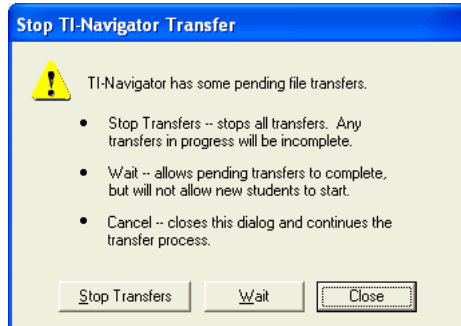 Stop TI-Navigator Transfer
TI-Navigator has some pending file transfers.
• Stop Transfers -- stops all transfers. Any
transfers in progress will be incomplete.
• Wait -- allows pending transfers to complete,
but will not allow new students to start.
• Cancel -- closes this dialog and continues the
transfer process.
Stop Transfers Wait Close